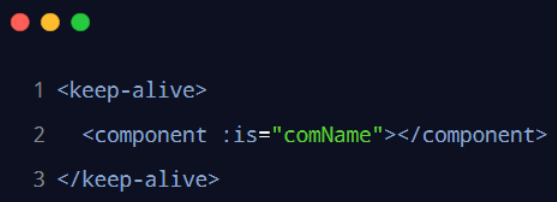 1 <keep-alive>
2   <component :is="comName"></component>
3 </keep-alive>